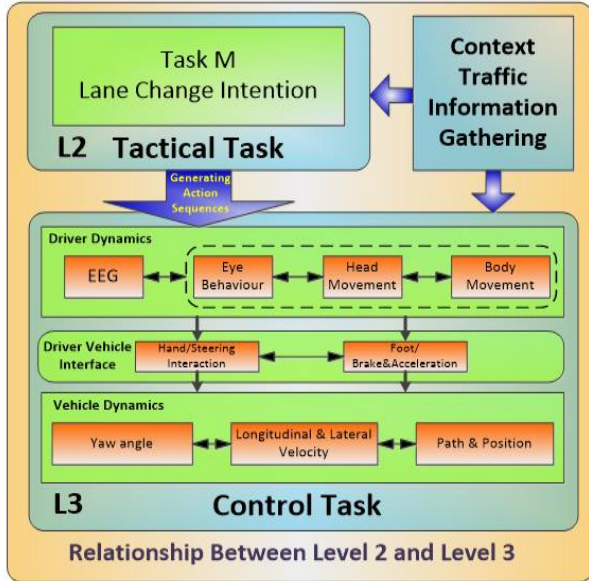 Task M
Lane Change Intention
L2 Tactical Task
Context
Traffic
Information
Gathering
Generating
Action
Sequences
Driver Dynamics
EEG
Eye
Behaviour
Head
Movement
Body
Movement
Driver Vehicle
Interface
Hand/Steering
Interaction
Foot/
Brake&Acceleration
Vehicle Dynamics
Yaw angle
Longitudinal & Lateral
Velocity
Path & Position
L3 Control Task
Relationship Between Level 2 and Level 3